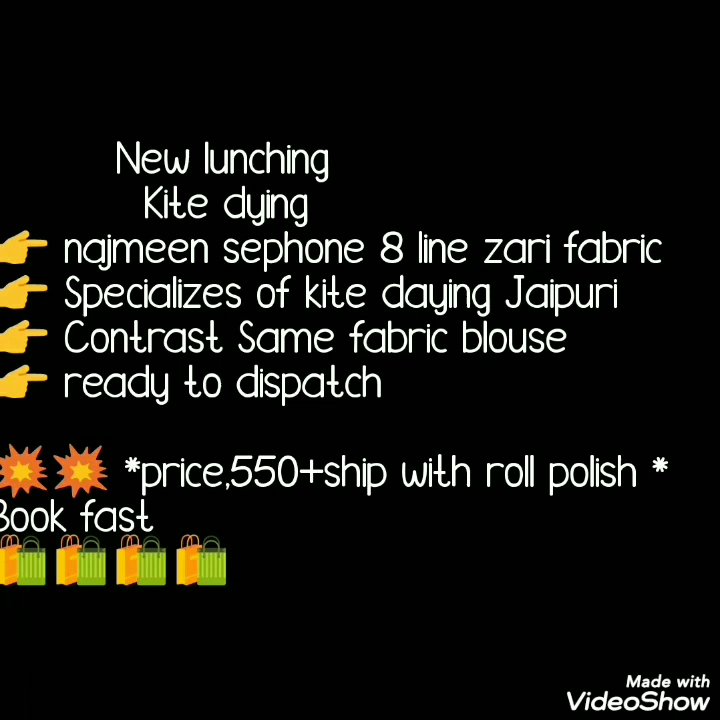 New lunching
Kite dying
👉 najmeen sephone 8 line zari fabric
👉 Specializes of kite daying Jaipuri
👉 Contrast Same fabric blouse
👉 ready to dispatch
💥💥 *price,550+ship with roll polish *
Book fast
🛍️🛍️🛍️🛍️
Made with
VideoShow